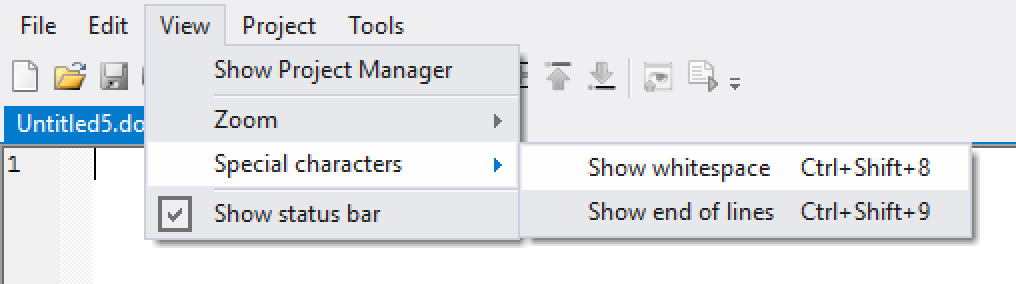 File Edit View Project Tools
Show Project Manager
Untitled5.do
Zoom
1
Special characters
Show whitespace Ctrl+Shift+8
Show status bar
Show end of lines Ctrl+Shift+9